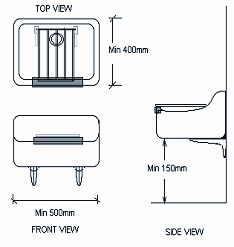 TOP VIEW
Min 400mm
Min 150mm
Min 500mm
FRONT VIEW
SIDE VIEW